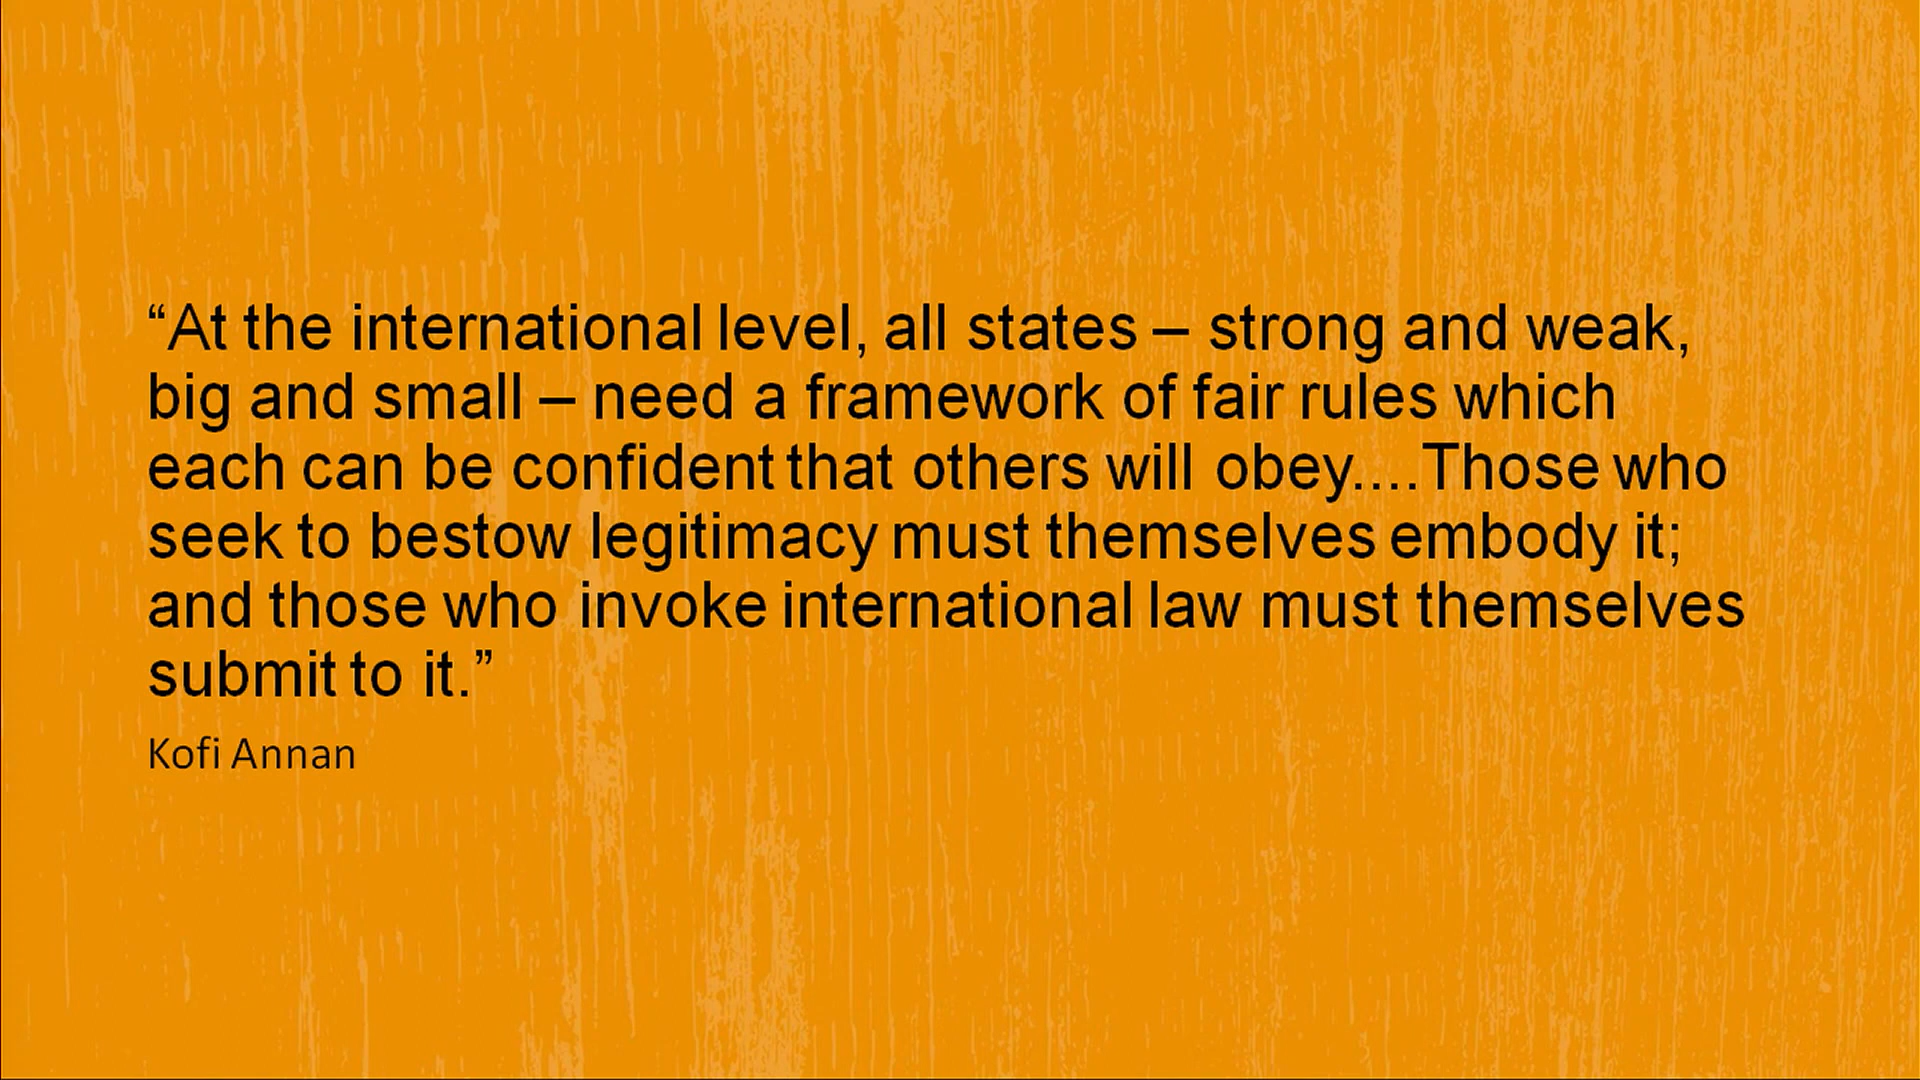 “At the international level, all states – strong and weak,
big and small – need a framework of fair rules which
each can be confident that others will obey....Those who
seek to bestow legitimacy must themselves embody it;
and those who invoke international law must themselves
submit to it.”
Kofi Annan